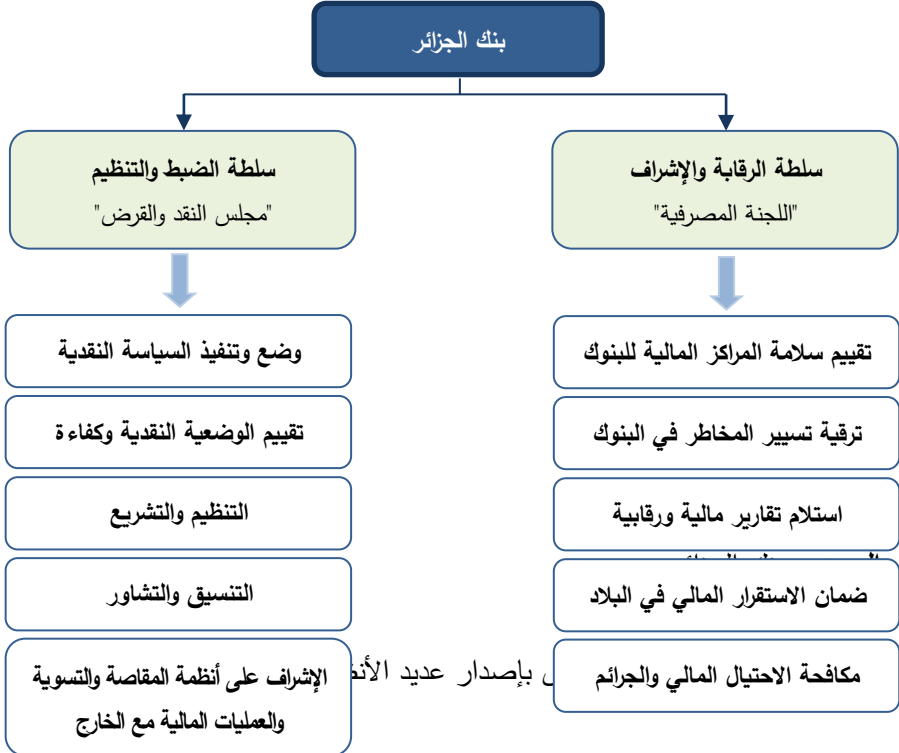 بنك الجزائر
سلطة الرقابة والإشراف
"اللجنة المصرفية"
تقييم سلامة المراكز المالية للبنوك
ترقية تسيير المخاطر في البنوك
استلام تقارير مالية ورقابية
ضمان الاستقرار المالي في البلاد
مكافحة الاحتيال المالي والجرائم
سلطة الضبط والتنظيم
"مجلس النقد والقرض"
وضع وتنفيذ السياسة النقدية
تقييم الوضعية النقدية وكفاءة
التنظيم والتشريع
التنسيق والتشاور
الإشراف على أنظمة المقاصة والتسوية
والعمليات المالية مع الخارج
بإصدار عديد